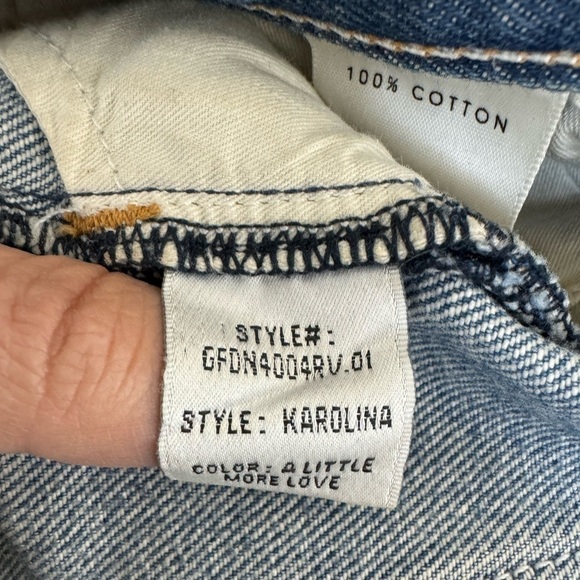 100% COTTON
STYLE#:
GFDN4004RV.01
STYLE: KAROLINA
COLOR: A LITTLE
MORE LOVE